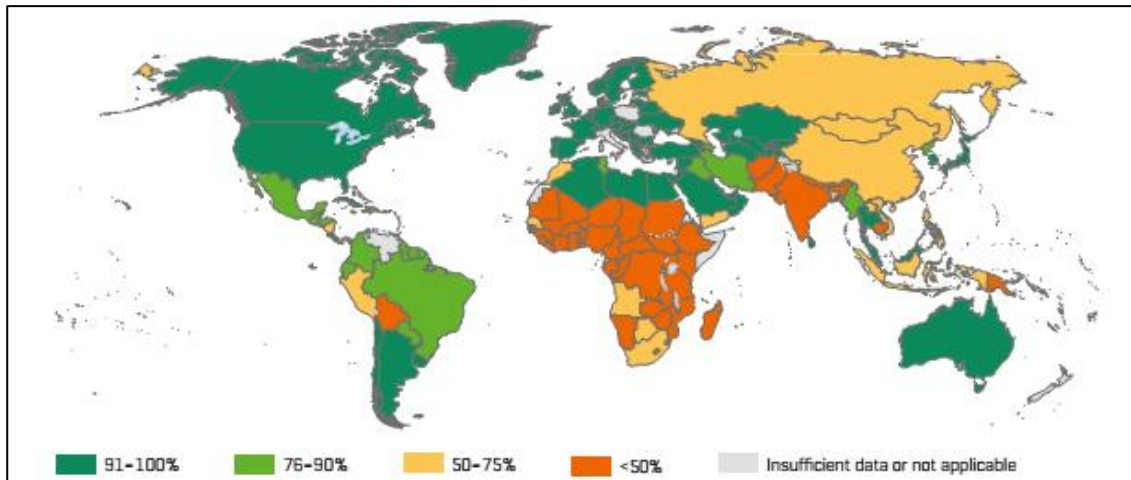 91-100%
76-90%
50-75%
<50%
Insufficient data or not applicable